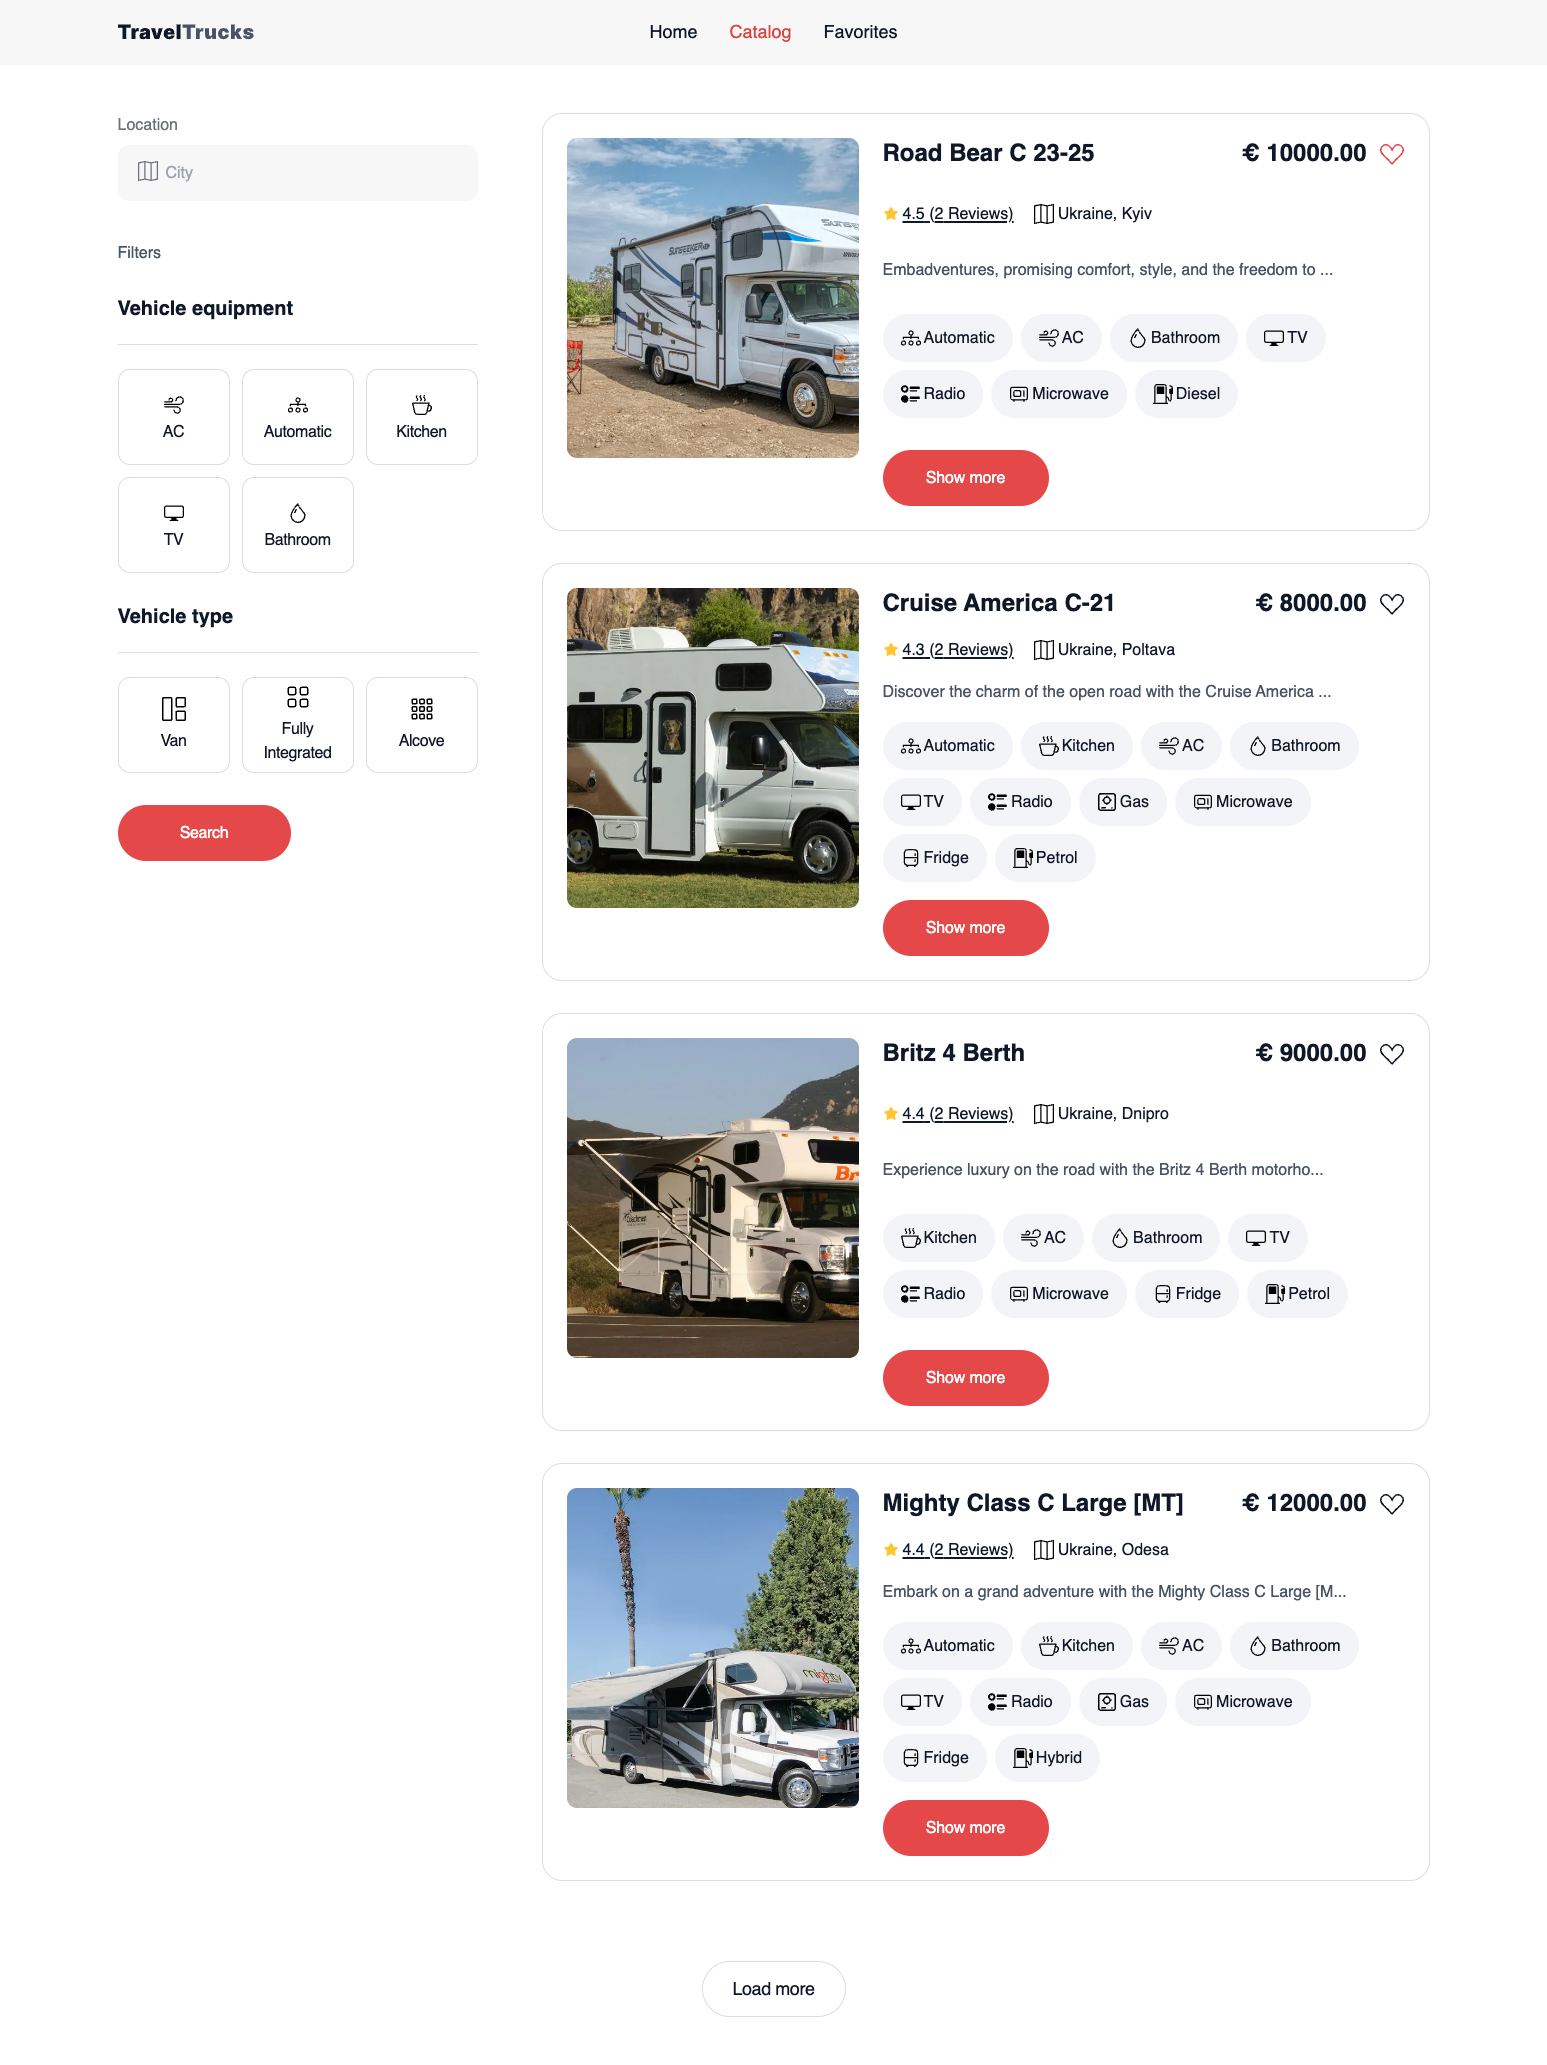 TravelTrucks
Home Catalog Favorites
Location
City
Filters
Vehicle equipment
AC Automatic Kitchen
TV Bathroom
Vehicle type
Van Fully Integrated Alcove
Search
Road Bear C 23-25 € 10000.00
4.5 (2 Reviews) Ukraine, Kyiv
Embadventures, promising comfort, style, and the freedom to ...
Automatic AC Bathroom TV
Radio Microwave Diesel
Show more
SUNSEEKER
Cruise America C-21 € 8000.00
4.3 (2 Reviews) Ukraine, Poltava
Discover the charm of the open road with the Cruise America ...
Automatic Kitchen AC Bathroom
TV Radio Gas Microwave
Fridge Petrol
Show more
Britz 4 Berth € 9000.00
4.4 (2 Reviews) Ukraine, Dnipro
Experience luxury on the road with the Britz 4 Berth motorho...
Kitchen AC Bathroom TV
Radio Microwave Fridge Petrol
Show more
Br
Coachmen
Mighty Class C Large [MT] € 12000.00
4.4 (2 Reviews) Ukraine, Odesa
Embark on a grand adventure with the Mighty Class C Large [M...
Automatic Kitchen AC Bathroom
TV Radio Gas Microwave
Fridge Hybrid
Show more
mighty
Load more